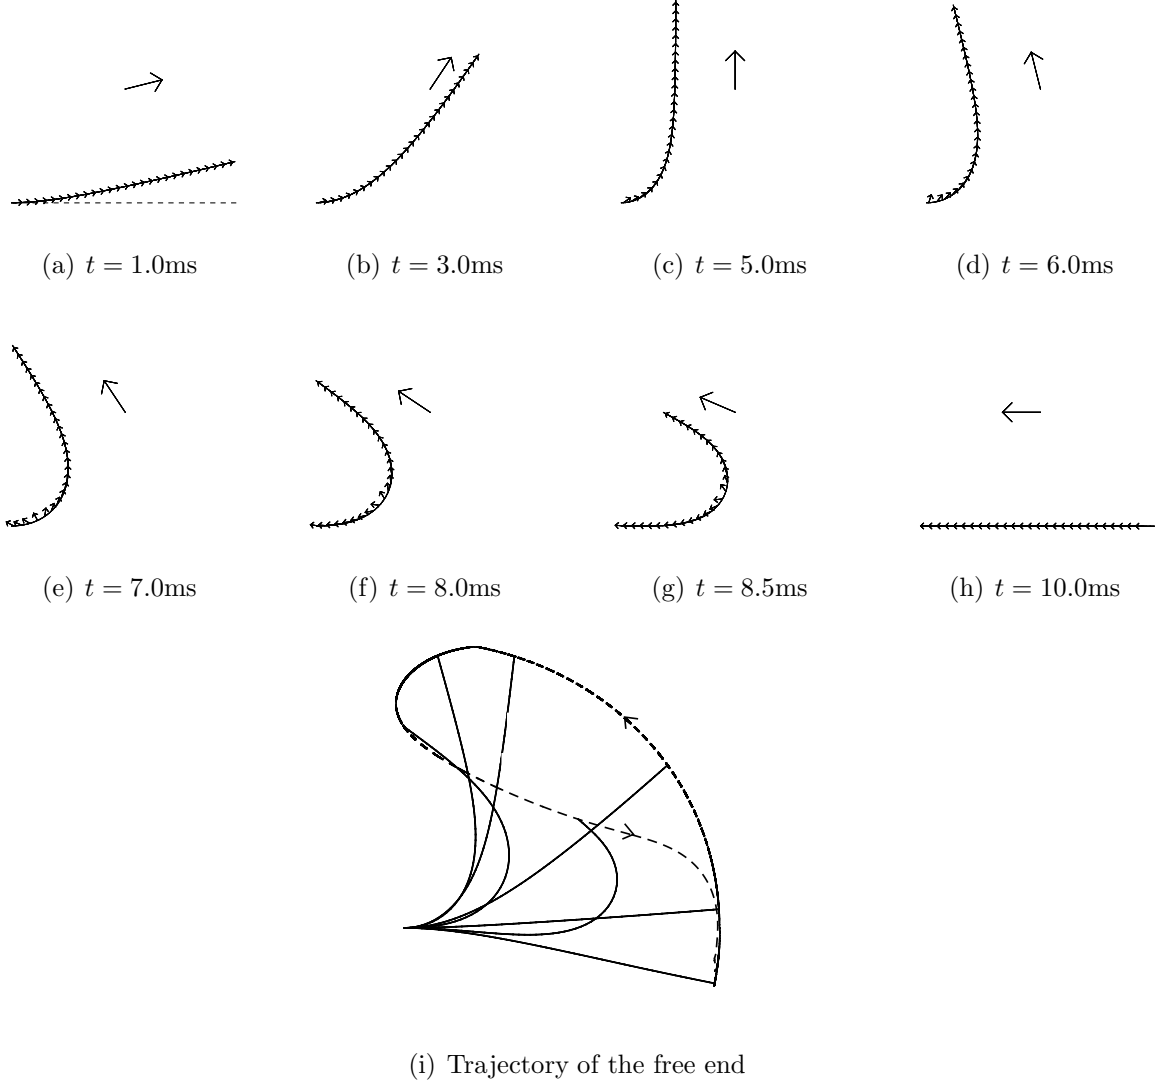 (a) t = 1.0ms
(b) t = 3.0ms
(c) t = 5.0ms
(d) t = 6.0ms
(e) t = 7.0ms
(f) t = 8.0ms
(g) t = 8.5ms
(h) t = 10.0ms
(i) Trajectory of the free end